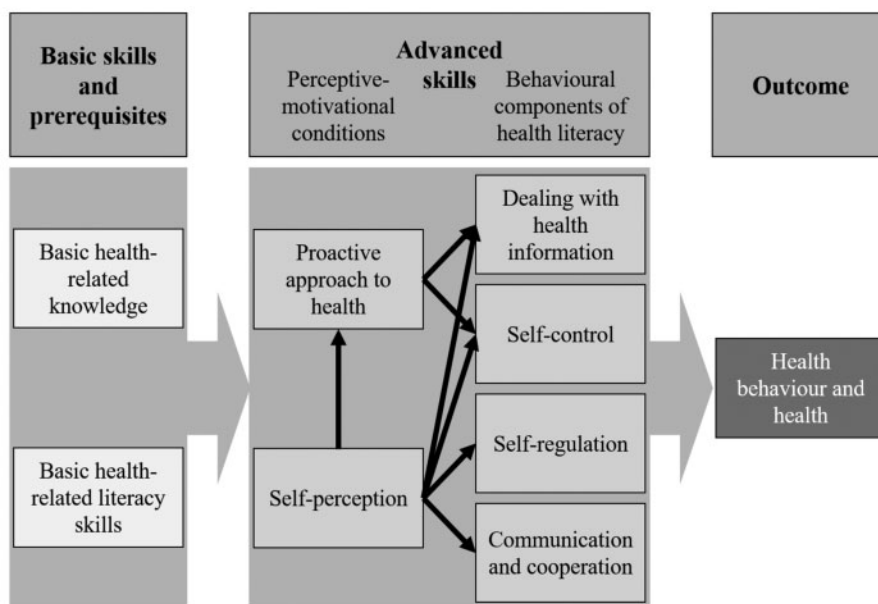 Basic skills
and
prerequisites
Advanced
skills
Perceptive-
motivational
conditions
Behavioural
components of
health literacy
Outcome
Basic health-
related
knowledge
Basic health-
related literacy
skills
Proactive
approach to
health
Self-perception
Dealing with
health
information
Self-control
Self-regulation
Communication
and cooperation
Health
behaviour and
health